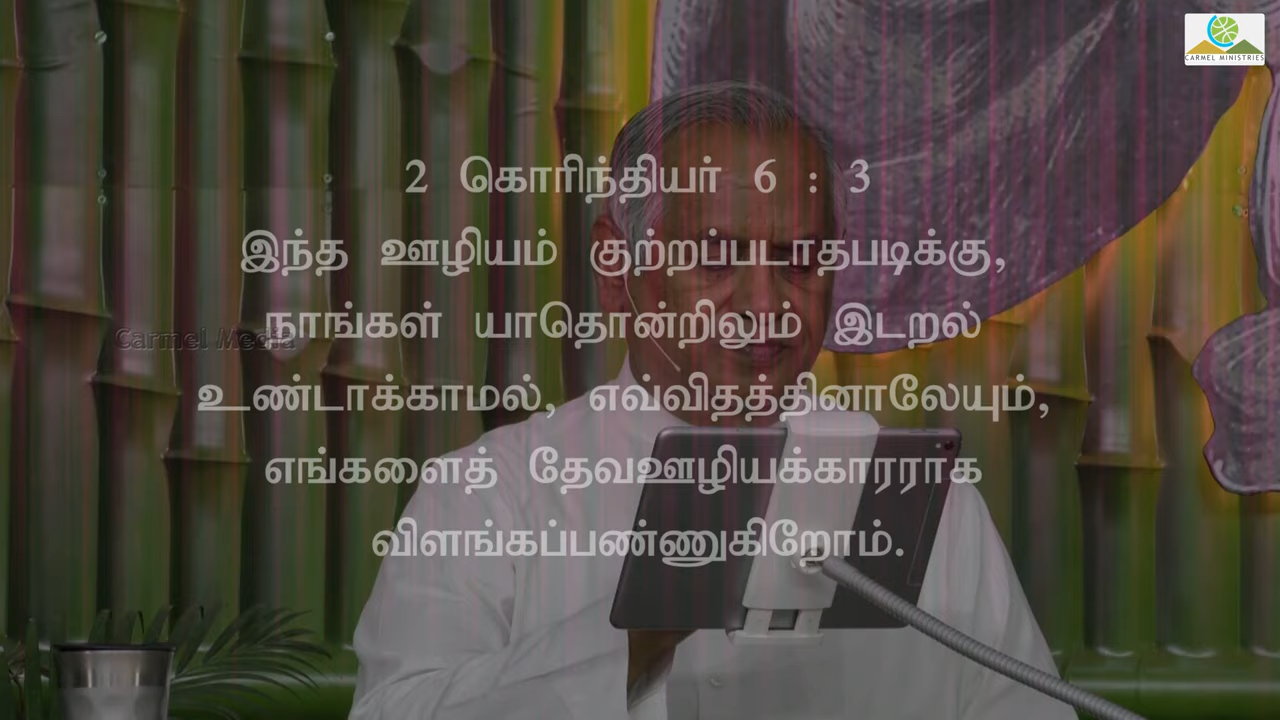 CARMEL MINISTRIES
2 கொரிந்தியர் 6 : 3
இந்த ஊழியம் குற்றப்படாதபடிக்கு,
நாங்கள் யாதொன்றிலும் இடறல்
Carmel Media
உண்டாக்காமல், எவ்விதத்தினாலேயும்,
எங்களைத் தேவஊழியக்காரராக
விளங்கப்பண்ணுகிறோம்.